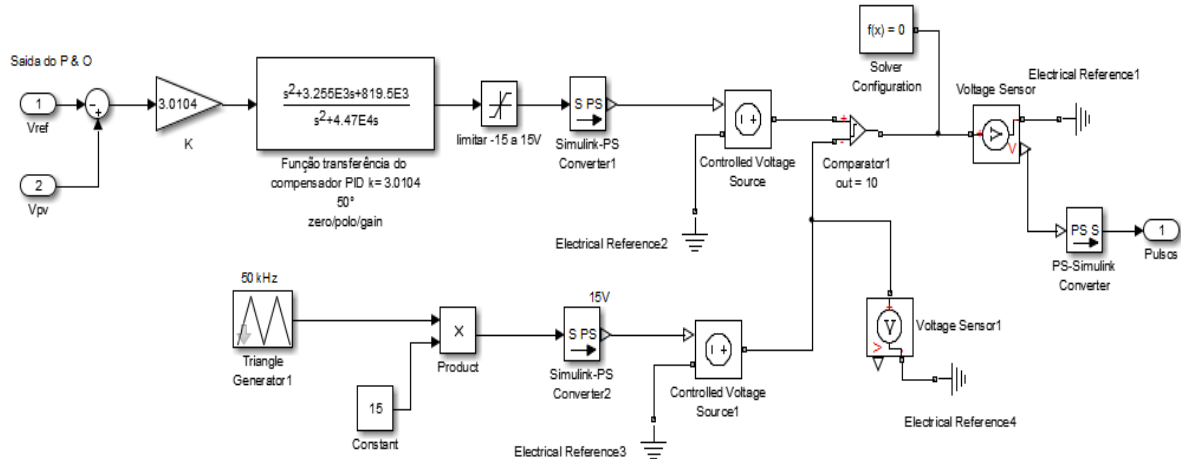 Saida do P & O
1
Vref
2
Vpv
-
+
3.0104
K
s²+3.255E3s+819.5E3
s²+4.47E4s
Função transferência do
compensador PID k= 3.0104
50°
zero/polo/gain
limitar -15 a 15V
S PS
Simulink-PS
Converter1
Controlled Voltage
Source
Electrical Reference2
+
-
Comparator1
out = 10
f(x) = 0
Solver
Configuration
Voltage Sensor
+
V
V
Electrical Reference1
PS S
PS-Simulink
Converter
1
Pulsos
50 kHz
Triangle
Generator1
15
Constant
X
Product
15V
S PS
Simulink-PS
Converter2
Controlled Voltage
Source1
Electrical Reference3
+
V
V
Voltage Sensor1
Electrical Reference4